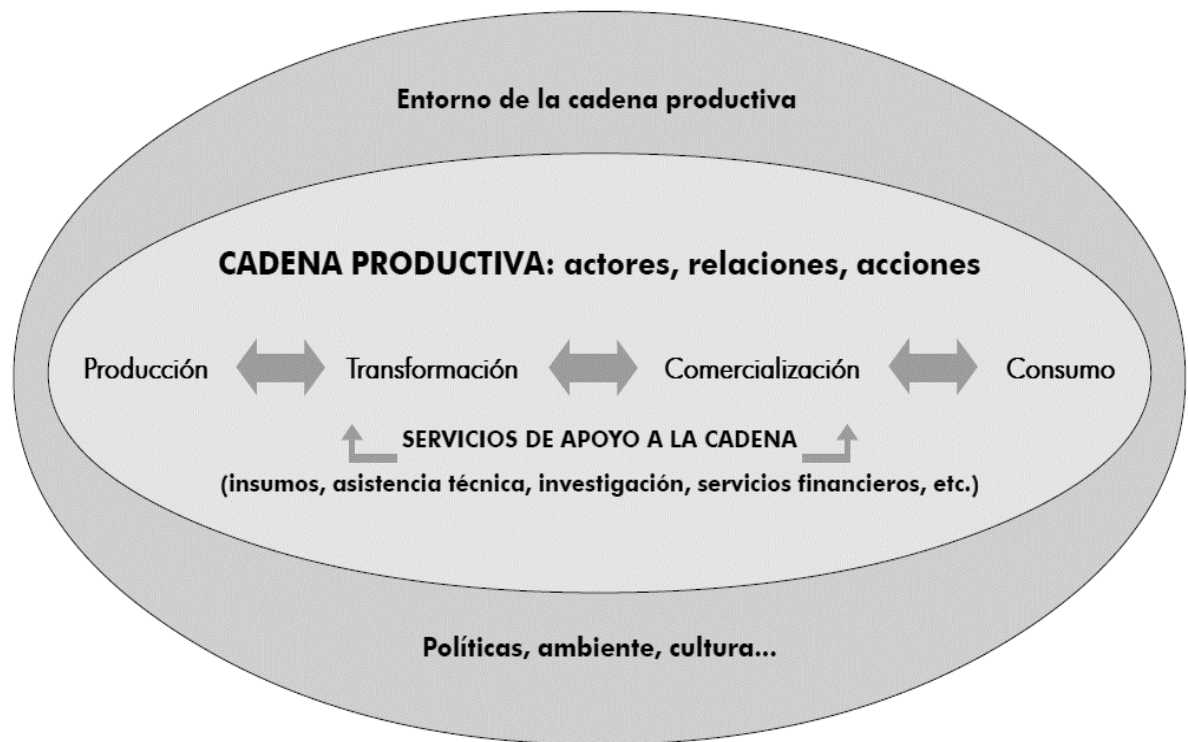 Entorno de la cadena productiva
CADENA PRODUCTIVA: actores, relaciones, acciones
Producción Transformación Comercialización Consumo
SERVICIOS DE APOYO A LA CADENA
(insumos, asistencia técnica, investigación, servicios financieros, etc.)
Políticas, ambiente, cultura...